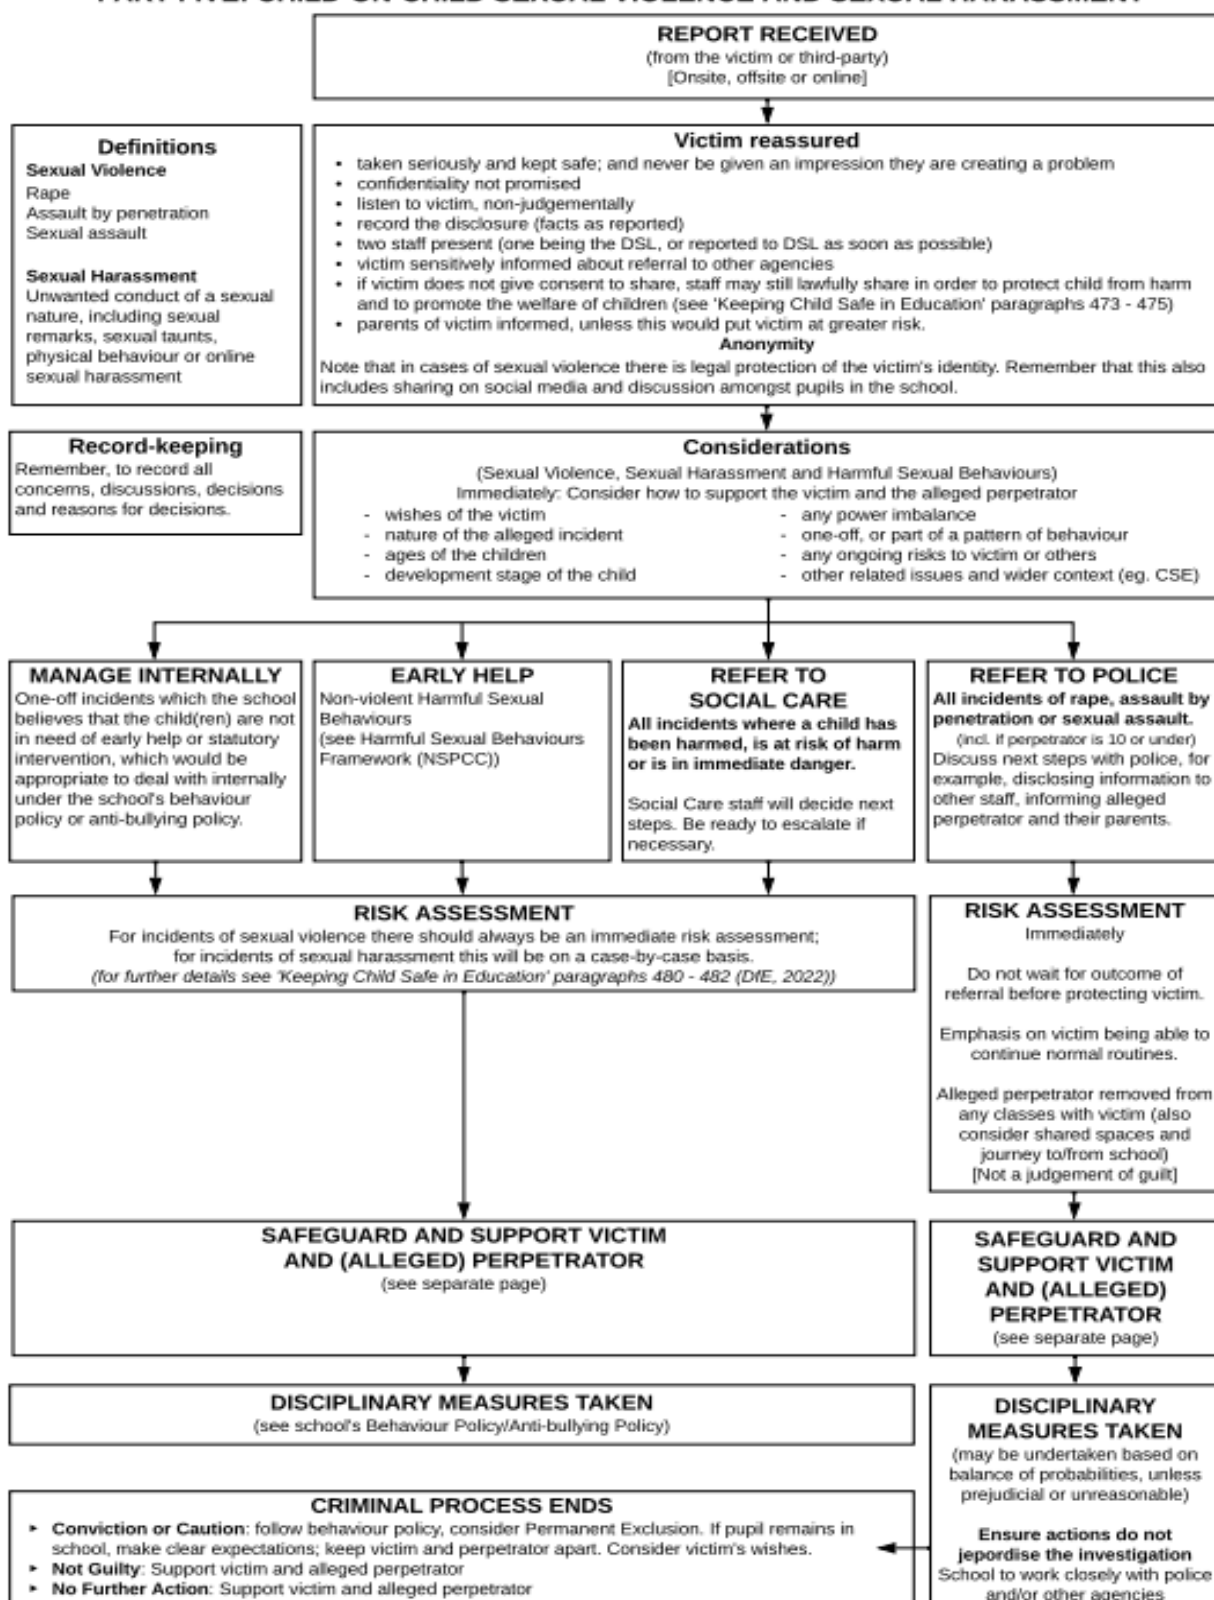 REPORT RECEIVED
(from the victim or third-party)
[Onsite, offsite or online]
Definitions
Sexual Violence
Rape
Assault by penetration
Sexual assault
Sexual Harassment
Unwanted conduct of a sexual
nature, including sexual
remarks, sexual taunts,
physical behaviour or online
sexual harassment
Victim reassured
• taken seriously and kept safe; and never be given an impression they are creating a problem
• confidentiality not promised
• listen to victim, non-judgementally
• record the disclosure (facts as reported)
• two staff present (one being the DSL, or reported to DSL as soon as possible)
• victim sensitively informed about referral to other agencies
• if victim does not give consent to share, staff may still lawfully share in order to protect child from harm
and to promote the welfare of children (see 'Keeping Child Safe in Education' paragraphs 473 - 475)
• parents of victim informed, unless this would put victim at greater risk.
Anonymity
Note that in cases of sexual violence there is legal protection of the victim's identity. Remember that this also
includes sharing on social media and discussion amongst pupils in the school.
Record-keeping
Remember, to record all
concerns, discussions, decisions
and reasons for decisions.
Considerations
(Sexual Violence, Sexual Harassment and Harmful Sexual Behaviours)
Immediately: Consider how to support the victim and the alleged perpetrator
- wishes of the victim
- nature of the alleged incident
- ages of the children
- development stage of the child
- any power imbalance
- one-off, or part of a pattern of behaviour
- any ongoing risks to victim or others
- other related issues and wider context (eg. CSE)
MANAGE INTERNALLY
One-off incidents which the school
believes that the child(ren) are not
in need of early help or statutory
intervention, which would be
appropriate to deal with internally
under the school's behaviour
policy or anti-bullying policy.
EARLY HELP
Non-violent Harmful Sexual
Behaviours
(see Harmful Sexual Behaviours
Framework (NSPCC))
REFER TO
SOCIAL CARE
All incidents where a child has
been harmed, is at risk of harm
or is in immediate danger.
Social Care staff will decide next
steps. Be ready to escalate if
necessary.
REFER TO POLICE
All incidents of rape, assault by
penetration or sexual assault.
(incl. if perpetrator is 10 or under)
Discuss next steps with police, for
example, disclosing information to
other staff, informing alleged
perpetrator and their parents.
RISK ASSESSMENT
For incidents of sexual violence there should always be an immediate risk assessment;
for incidents of sexual harassment this will be on a case-by-case basis.
(for further details see 'Keeping Child Safe in Education' paragraphs 480 - 482 (DfE, 2022))
RISK ASSESSMENT
Immediately
Do not wait for outcome of
referral before protecting victim.
Emphasis on victim being able to
continue normal routines.
Alleged perpetrator removed from
any classes with victim (also
consider shared spaces and
journey to/from school)
[Not a judgement of guilt]
SAFEGUARD AND SUPPORT VICTIM
AND (ALLEGED) PERPETRATOR
(see separate page)
SAFEGUARD AND
SUPPORT VICTIM
AND (ALLEGED)
PERPETRATOR
(see separate page)
DISCIPLINARY MEASURES TAKEN
(see school's Behaviour Policy/Anti-bullying Policy)
DISCIPLINARY
MEASURES TAKEN
(may be undertaken based on
balance of probabilities, unless
prejudicial or unreasonable)
Ensure actions do not
jepordise the investigation
School to work closely with police
and/or other agencies
CRIMINAL PROCESS ENDS
▸ Conviction or Caution: follow behaviour policy, consider Permanent Exclusion. If pupil remains in
school, make clear expectations; keep victim and perpetrator apart. Consider victim's wishes.
▸ Not Guilty: Support victim and alleged perpetrator
▸ No Further Action: Support victim and alleged perpetrator